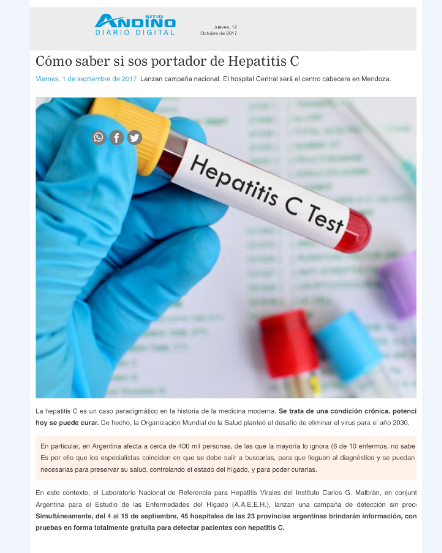 SITIO
ANDINO
DIARIO DIGITAL
Jueves, 12
Octubre de 2017
Cómo saber si sos portador de Hepatitis C
Viernes, 1 de septiembre de 2017 Lanzan campaña nacional. El hospital Central será el centro cabecera en Mendoza.
Hepatitis C Test
La hepatitis C es un caso paradigmático en la historia de la medicina moderna. Se trata de una condición crónica, potenci
hoy se puede curar. De hecho, la Organización Mundial de la Salud planteó el desafío de eliminar el virus para el año 2030.
En particular, en Argentina afecta a cerca de 400 mil personas, de las que la mayoría lo ignora (6 de 10 enfermos, no sabe
Es por ello que los especialistas coinciden en que se debe salir a buscarlas, para que lleguen al diagnóstico y se puedan
necesarias para preservar su salud, controlando el estado del hígado, y para poder curarlas.
En este contexto, el Laboratorio Nacional de Referencia para Hepatitis Virales del Instituto Carlos G. Malbrán, en conjunt
Argentina para el Estudio de las Enfermedades del Hígado (A.A.E.E.H.), lanzan una campaña de detección sin prec
Simultáneamente, del 4 al 15 de septiembre, 45 hospitales de las 23 provincias argentinas brindarán información, con
pruebas en forma totalmente gratuita para detectar pacientes con hepatitis C.